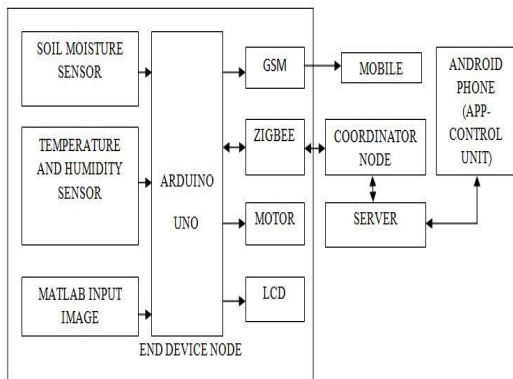 SOIL MOISTURE
SENSOR
TEMPERATURE
AND HUMIDITY
SENSOR
MATLAB INPUT
IMAGE
ARDUINO
UNO
GSM
ZIGBEE
MOTOR
LCD
END DEVICE NODE
MOBILE
COORDINATOR
NODE
SERVER
ANDROID
PHONE
(APP-
CONTROL
UNIT)